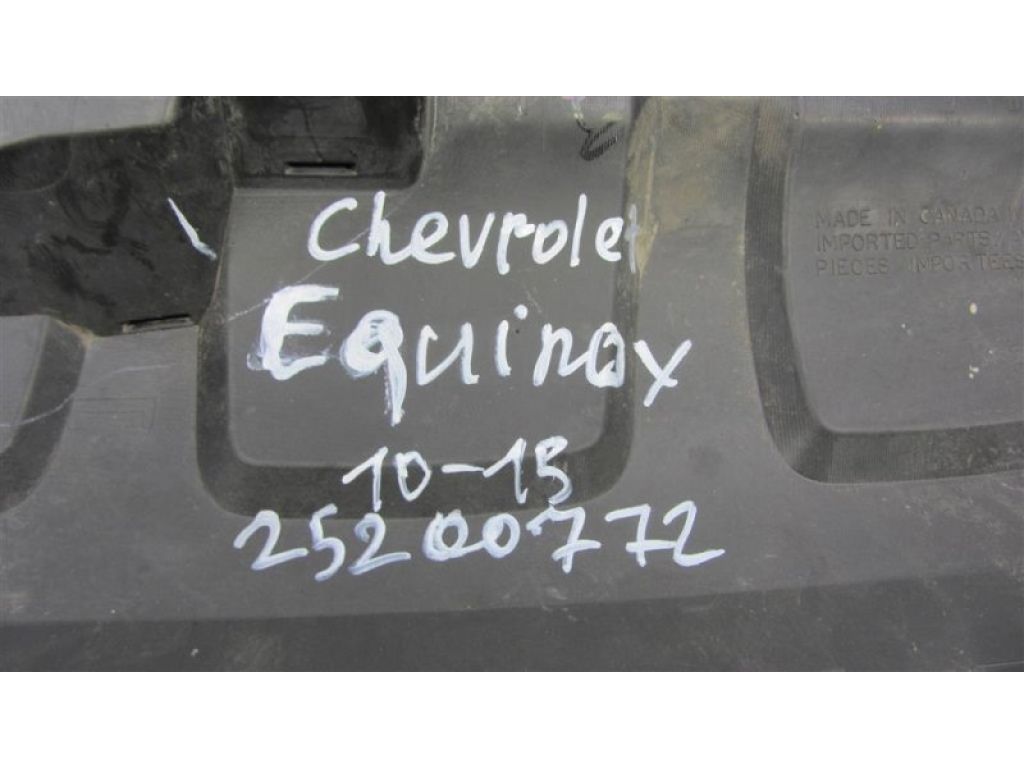 Chevrolet
Equinox
10-15
25200772
MADE IN CANADA
IMPORTED PARTS
PIECES IMPORTEES